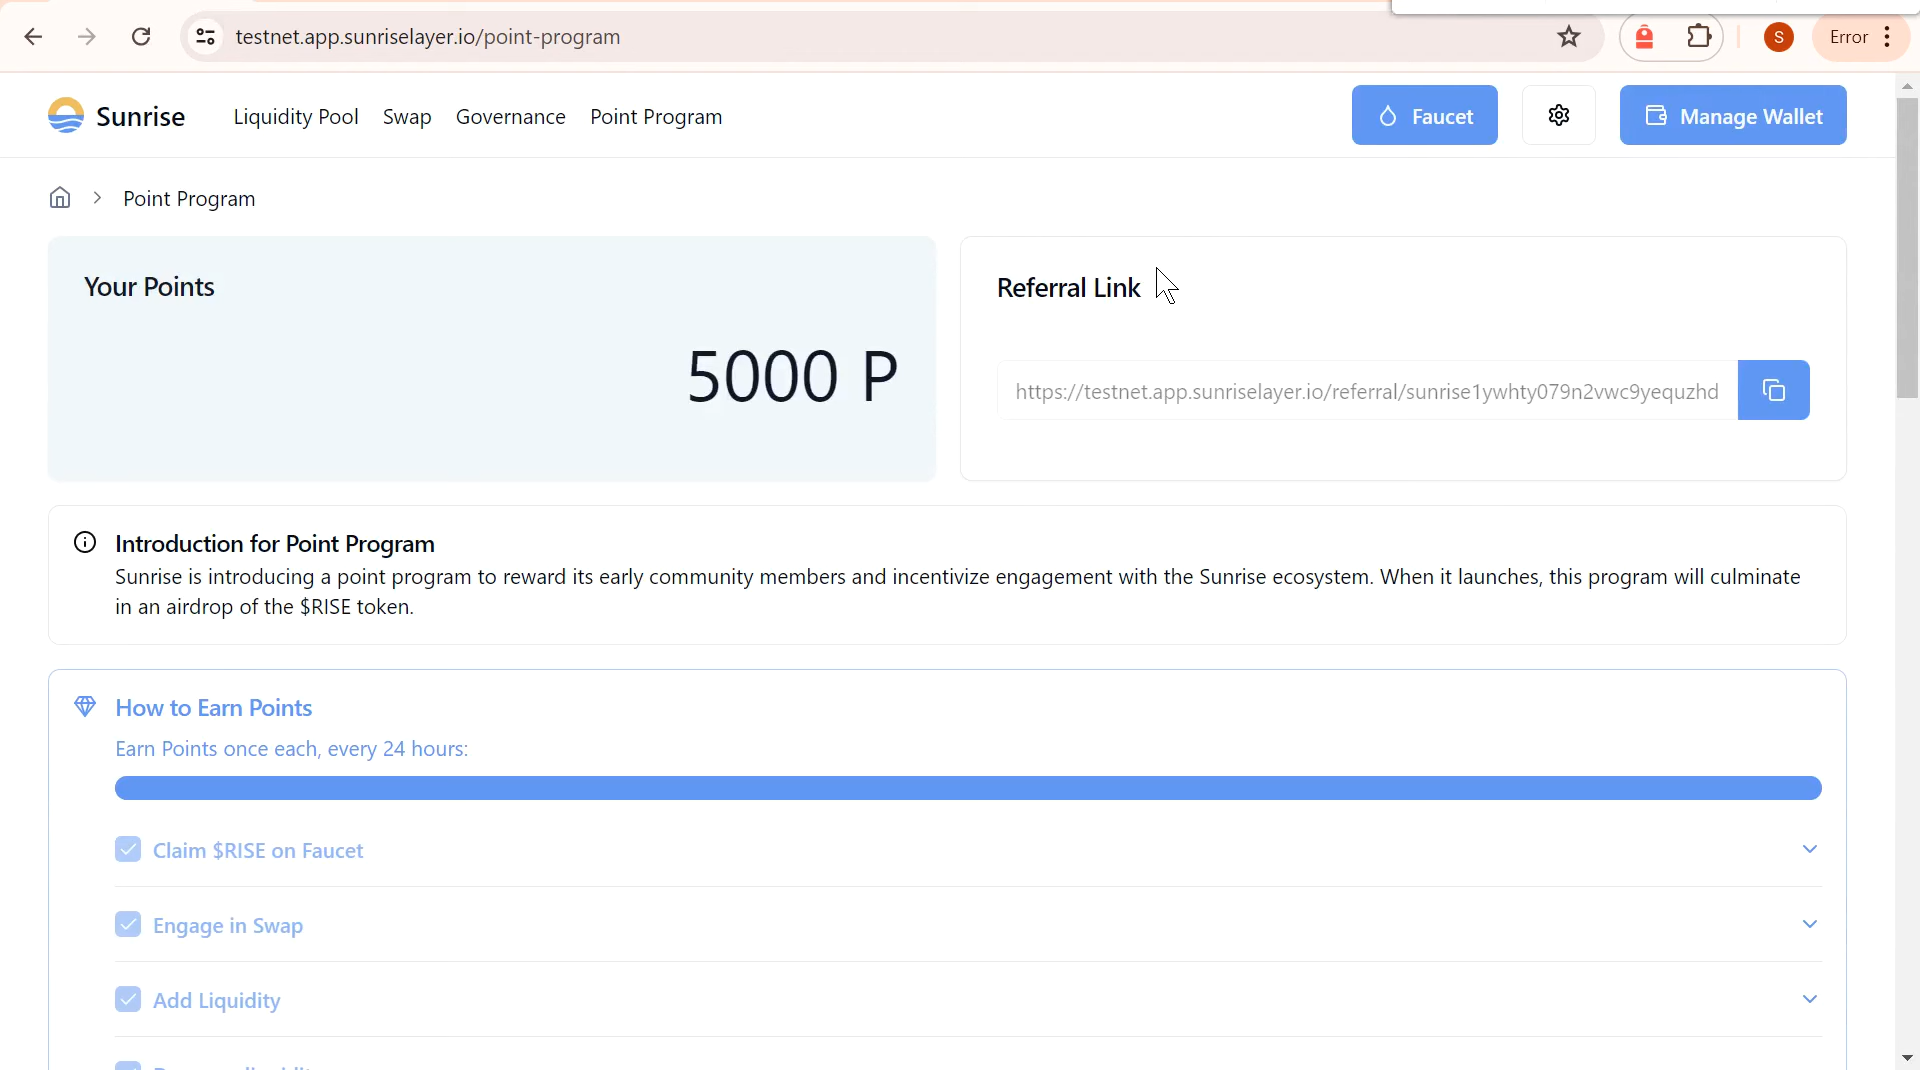 testnet.app.sunriselayer.io/point-program
S
Error
Sunrise
Liquidity Pool
Swap
Governance
Point Program
Faucet
Manage Wallet
Point Program
Your Points
5000 P
Referral Link
https://testnet.app.sunriselayer.io/referral/sunrise1ywhty079n2vwc9yequzhd
Introduction for Point Program
Sunrise is introducing a point program to reward its early community members and incentivize engagement with the Sunrise ecosystem. When it launches, this program will culminate
in an airdrop of the $RISE token.
How to Earn Points
Earn Points once each, every 24 hours:
Claim $RISE on Faucet
Engage in Swap
Add Liquidity